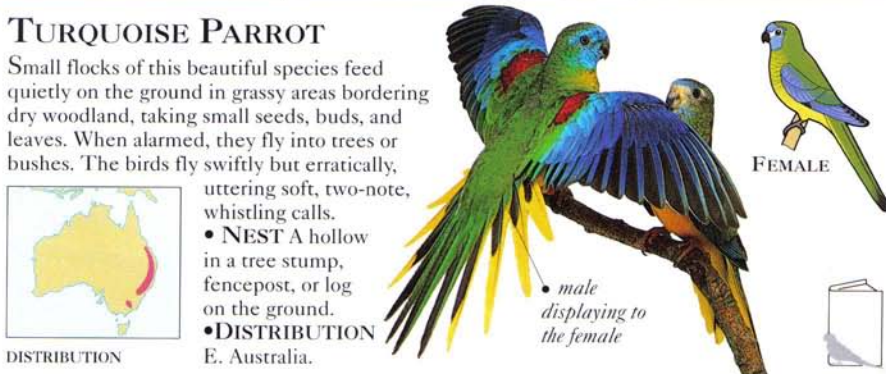 TURQUOISE PARROT
Small flocks of this beautiful species feed
quietly on the ground in grassy areas bordering
dry woodland, taking small seeds, buds, and
leaves. When alarmed, they fly into trees or
bushes. The birds fly swiftly but erratically,
uttering soft, two-note,
whistling calls.
• NEST A hollow
in a tree stump,
fencepost, or log
on the ground.
•DISTRIBUTION
E. Australia.
DISTRIBUTION
• male
displaying to
the female
FEMALE